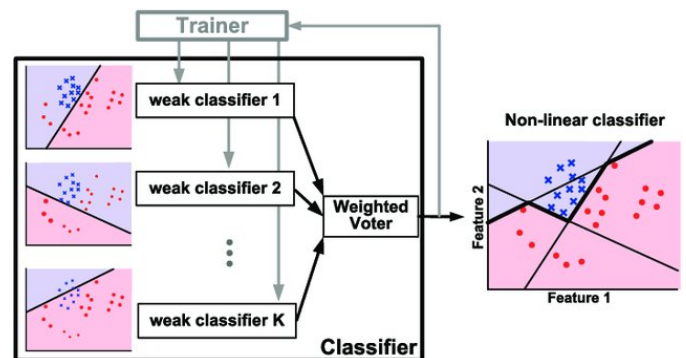 Trainer
weak classifier 1
weak classifier 2
weak classifier K
Weighted
Voter
Classifier
Non-linear classifier
Feature 2
Feature 1